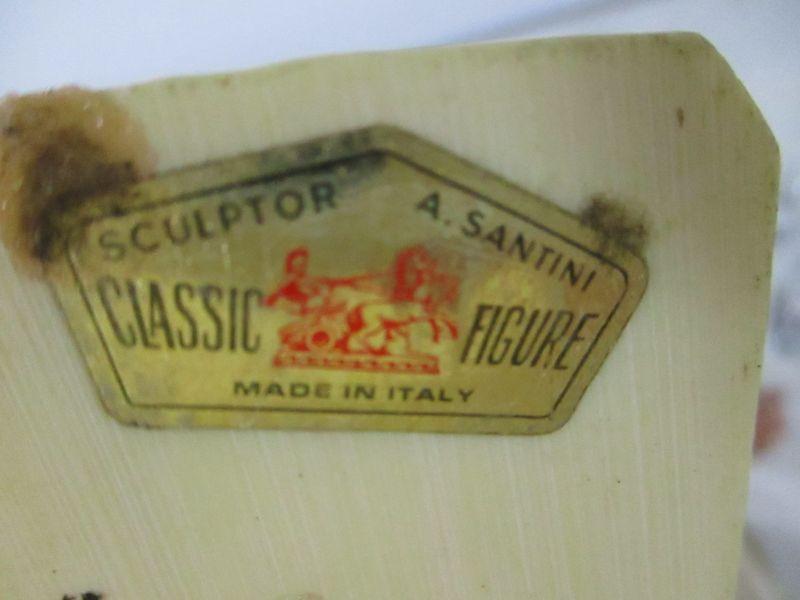 SCULPTOR A. SANTINI
CLASSIC FIGURE
MADE IN ITALY